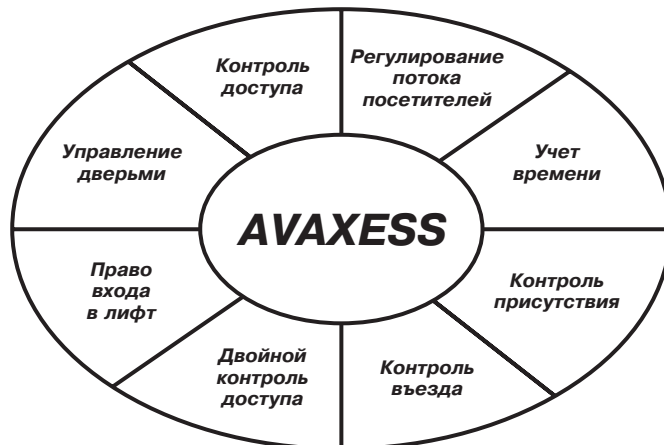 Контроль
доступа
Регулирование
потока
посетителей
Управление
дверьми
Учет
времени
AVAXESS
Право
входа
в лифт
Контроль
присутствия
Двойной
контроль
доступа
Контроль
въезда